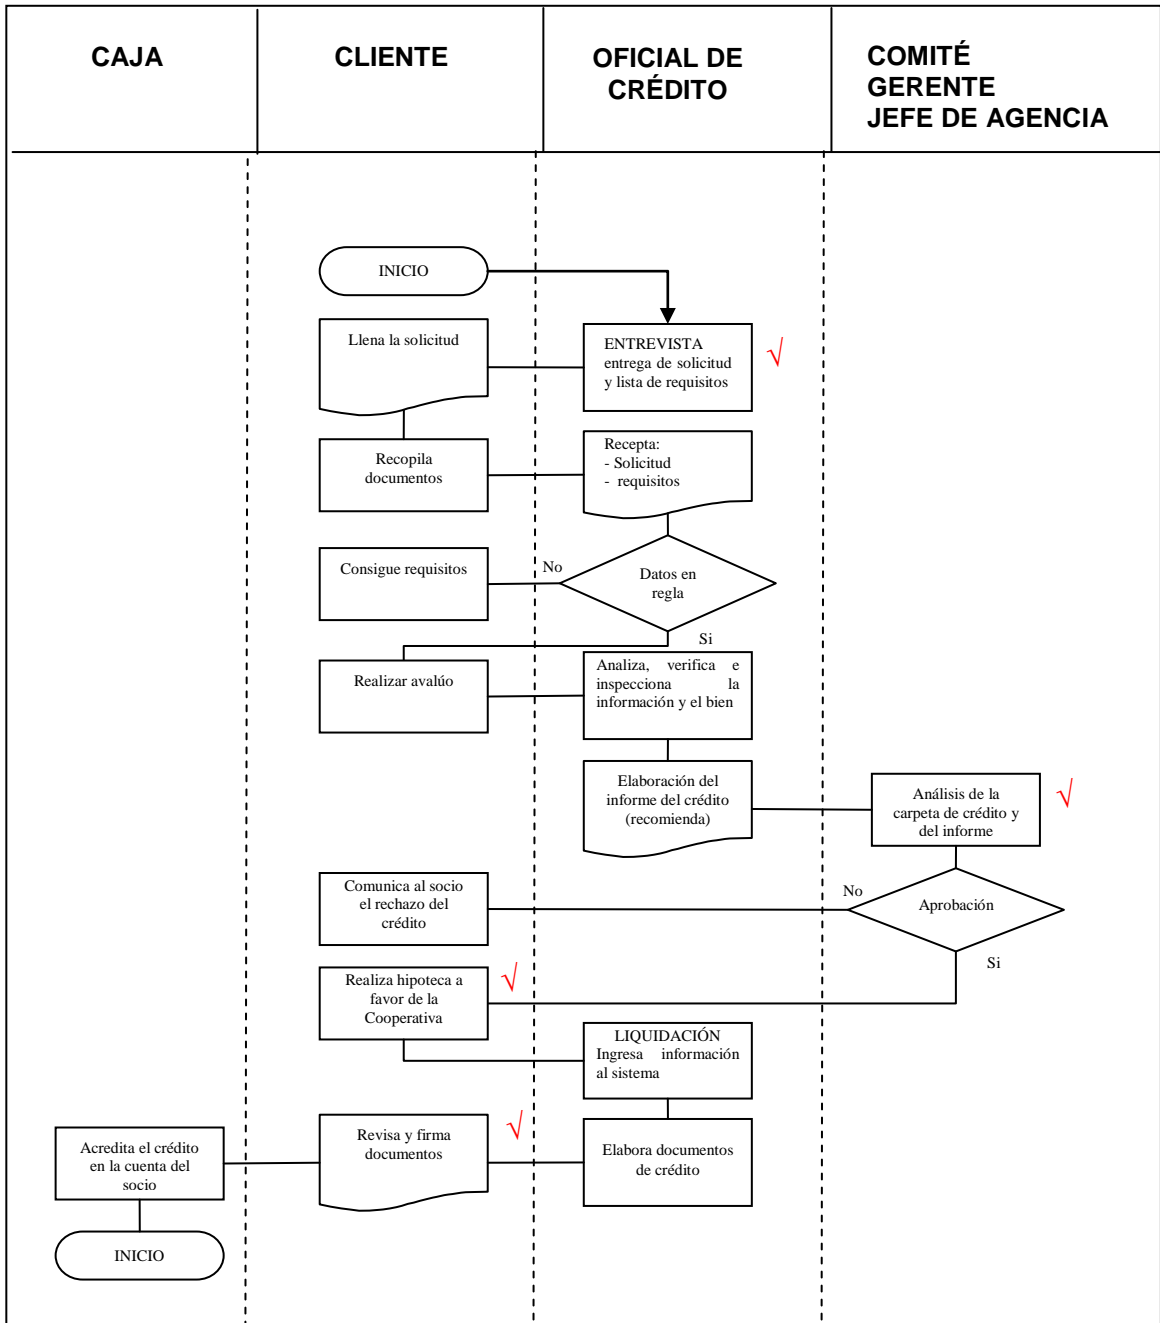 CAJA
CLIENTE
OFICIAL DE
CRÉDITO
COMITÉ
GERENTE
JEFE DE AGENCIA
INICIO
Llena la solicitud
ENTREVISTA
entrega de solicitud
y lista de requisitos
√
Recopila
documentos
Recepta:
- Solicitud
- requisitos
Consigue requisitos
No
Datos en
regla
Si
Realizar avalúo
Analiza, verifica e
inspecciona la
información y el bien
Elaboración del
informe del crédito
(recomienda)
Análisis de la
carpeta de crédito y
del informe
√
Comunica al socio
el rechazo del
crédito
No
Aprobación
Si
Realiza hipoteca a
favor de la
Cooperativa
√
LIQUIDACIÓN
Ingresa información
al sistema
Acredita el crédito
en la cuenta del
socio
Revisa y firma
documentos
√
Elabora documentos
de crédito
INICIO